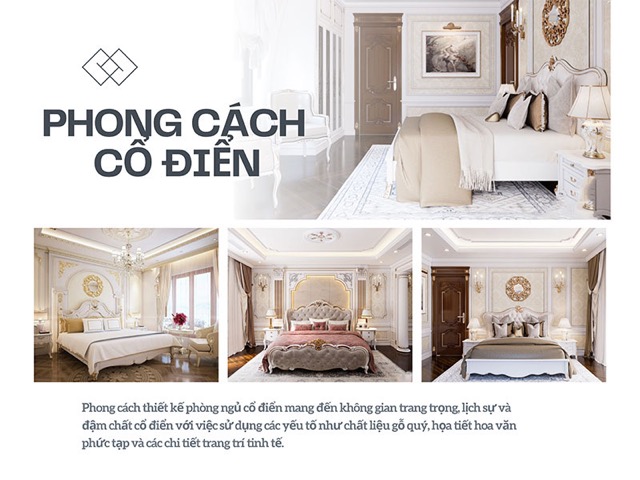 PHONG CÁCH
CỔ ĐIỂN
Phong cách thiết kế phòng ngủ cổ điển mang đến không gian trang trọng, lịch sự và
đậm chất cổ điển với việc sử dụng các yếu tố như chất liệu gỗ quý, họa tiết hoa văn
phức tạp và các chi tiết trang trí tinh tế.